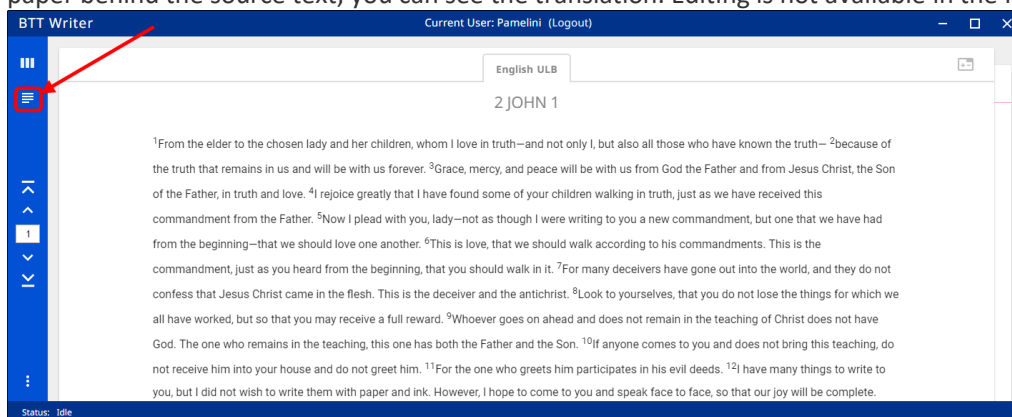 paper behind the source text, you can see the translation. Editing is not available in the
BTT Writer
Current User: Pamelini (Logout)
English ULB
2 JOHN 1
1From the elder to the chosen lady and her children, whom I love in truth—and not only I, but also all those who have known the truth— 2because of
the truth that remains in us and will be with us forever. 3Grace, mercy, and peace will be with us from God the Father and from Jesus Christ, the Son
of the Father, in truth and love. 4I rejoice greatly that I have found some of your children walking in truth, just as we have received this
commandment from the Father. 5Now I plead with you, lady—not as though I were writing to you a new commandment, but one that we have had
1
from the beginning—that we should love one another. 6This is love, that we should walk according to his commandments. This is the
commandment, just as you heard from the beginning, that you should walk in it. 7For many deceivers have gone out into the world, and they do not
confess that Jesus Christ came in the flesh. This is the deceiver and the antichrist. 8Look to yourselves, that you do not lose the things for which we
all have worked, but so that you may receive a full reward. 9Whoever goes on ahead and does not remain in the teaching of Christ does not have
God. The one who remains in the teaching, this one has both the Father and the Son. 10If anyone comes to you and does not bring this teaching, do
not receive him into your house and do not greet him. 11For the one who greets him participates in his evil deeds. 12I have many things to write to
you, but I did not wish to write them with paper and ink. However, I hope to come to you and speak face to face, so that our joy will be complete.
Status: Idle